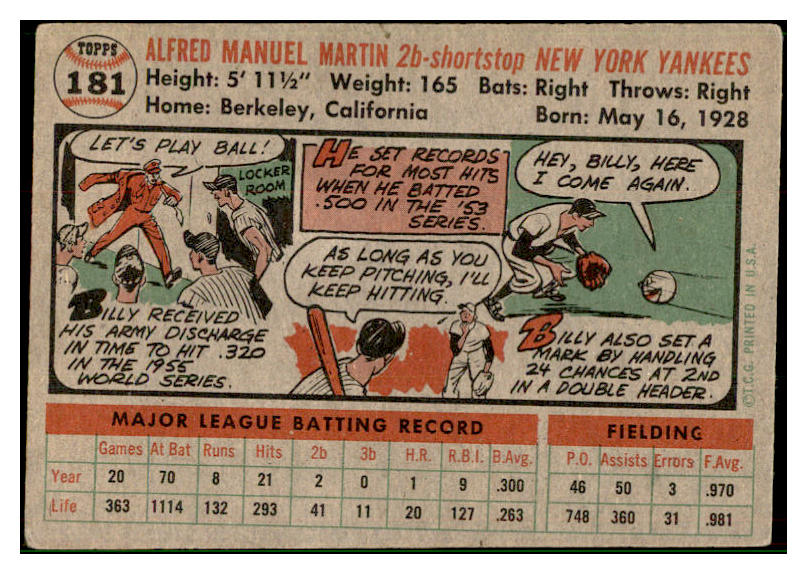 TOPPS
181
ALFRED MANUEL MARTIN 2b-shortstop NEW YORK YANKEES
Height: 5' 11½" Weight: 165 Bats: Right Throws: Right
Home: Berkeley, California Born: May 16, 1928
LET'S PLAY BALL!
LOCKER
ROOM
BILLY RECEIVED
HIS ARMY DISCHARGE
IN TIME TO HIT .320
IN THE 1955
WORLD SERIES.
HE SET RECORDS
FOR MOST HITS
WHEN HE BATTED
.500 IN THE '53
SERIES.
AS LONG AS YOU
KEEP PITCHING, I'LL
KEEP HITTING.
HEY, BILLY, HERE
I COME AGAIN.
BILLY ALSO SET A
MARK BY HANDLING
24 CHANCES AT 2ND
IN A DOUBLE HEADER.
©T.C.G. PRINTED IN U.S.A.
MAJOR LEAGUE BATTING RECORD FIELDING
Games At Bat Runs Hits 2b 3b H.R. R.B.I. B.Avg. P.O. Assists Errors F.Avg.
Year 20 70 8 21 2 0 1 9 .300 46 50 3 .970
Life 363 1114 132 293 41 11 20 127 .263 748 360 31 .981